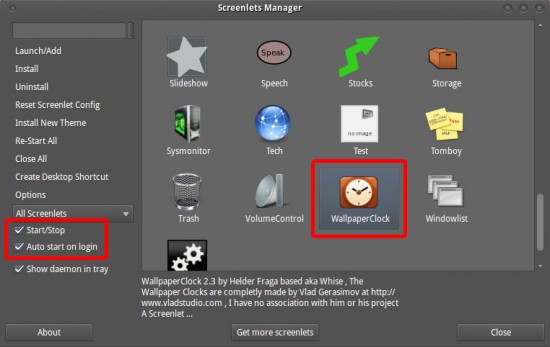 Screenlets Manager
Launch/Add
Install
Uninstall
Reset Screenlet Config
Install New Theme
Re-Start All
Close All
Create Desktop Shortcut
Options
All Screenlets
Start/Stop
Auto start on login
Show daemon in tray
Slideshow
Speak
Speech
Stocks
Storage
Sysmonitor
Tech
no image
Test
Tomboy
Trash
VolumeControl
WallpaperClock
Windowlist
WallpaperClock 2.3 by Helder Fraga based aka Whise , The
Wallpaper Clocks are completly made by Vlad Gerasimov at http://
www.vladstudio.com , I have no association with him or his project
A Screenlet ...
About
Get more screenlets
Close